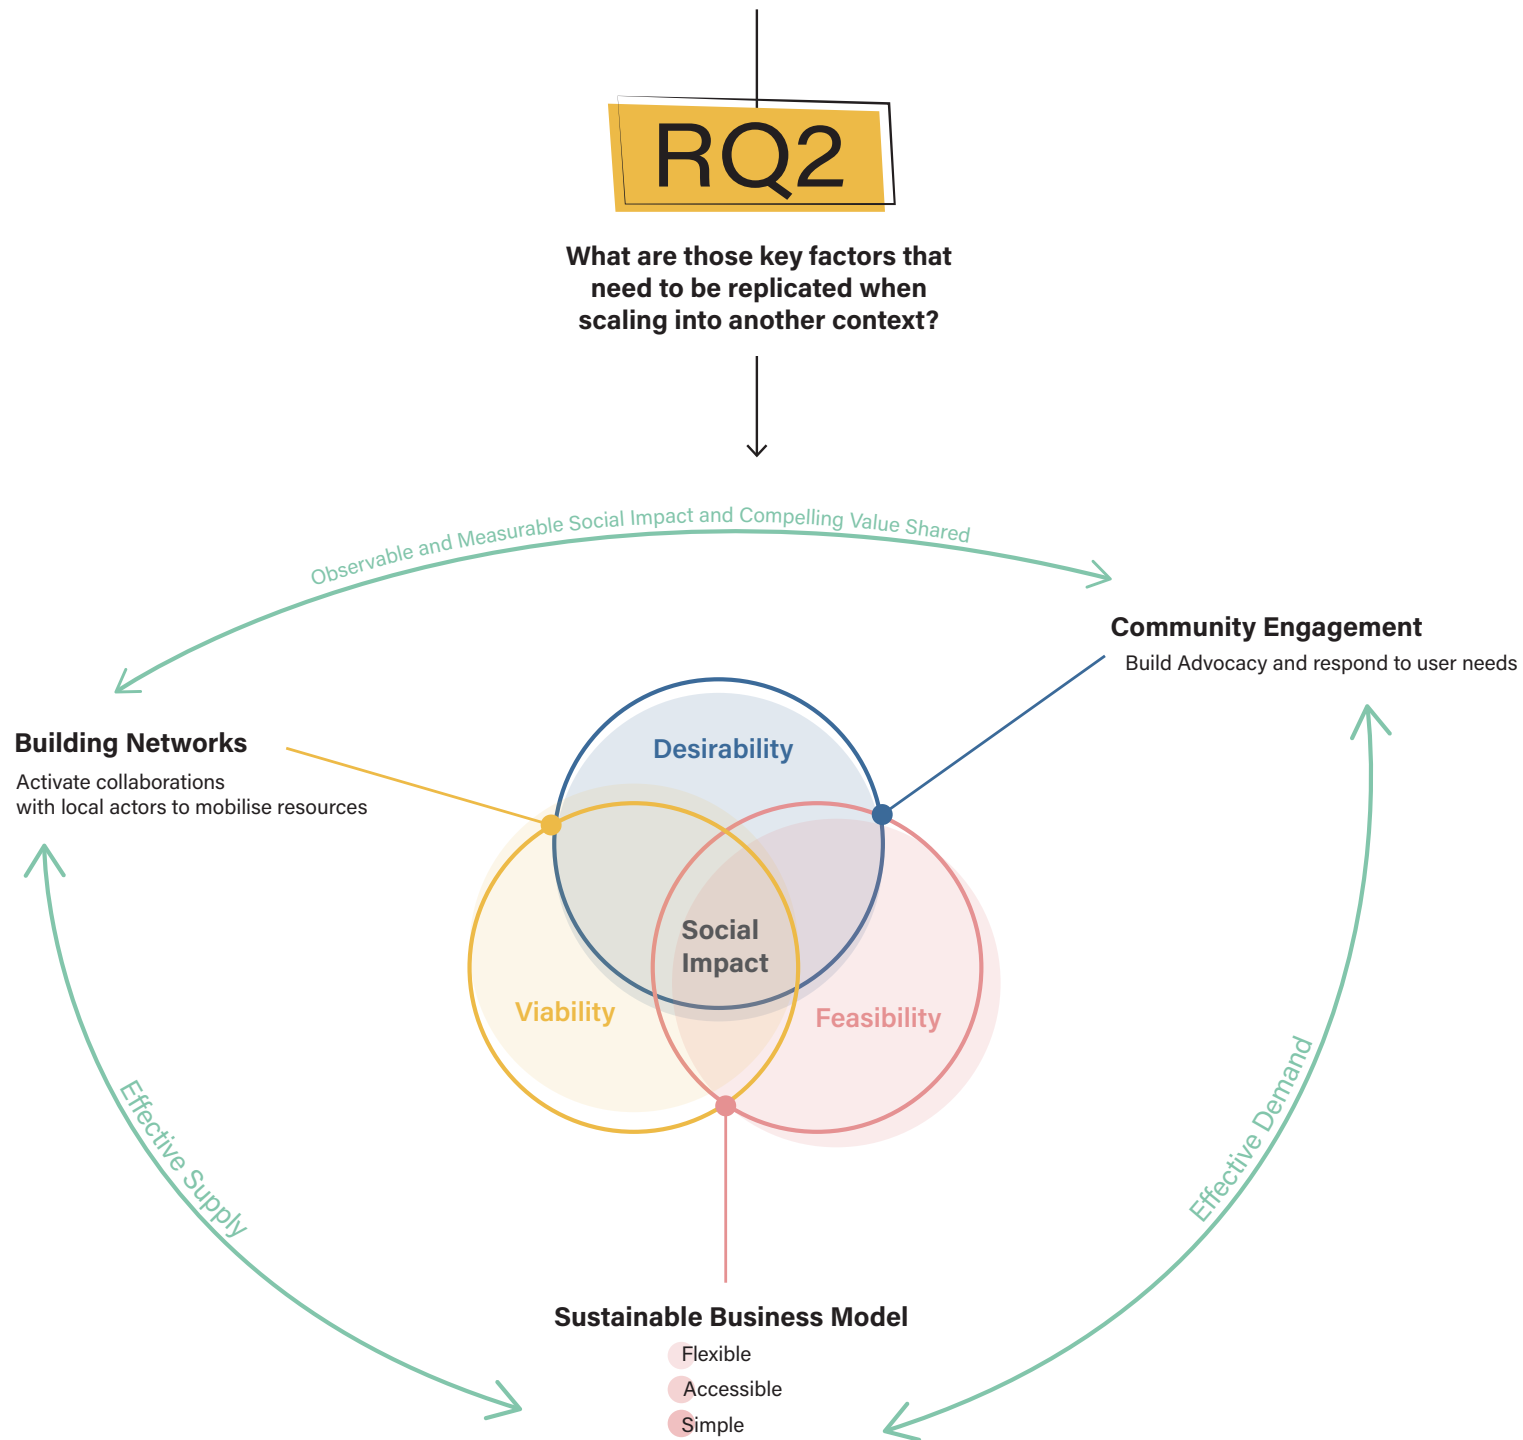 RQ2
What are those key factors that
need to be replicated when
scaling into another context?
Observable and Measurable Social Impact and Compelling Value Shared
Community Engagement
Build Advocacy and respond to user needs
Building Networks
Activate collaborations
with local actors to mobilise resources
Desirability
Social
Impact
Viability
Feasibility
Effective Supply
Effective Demand
Sustainable Business Model
Flexible
Accessible
Simple